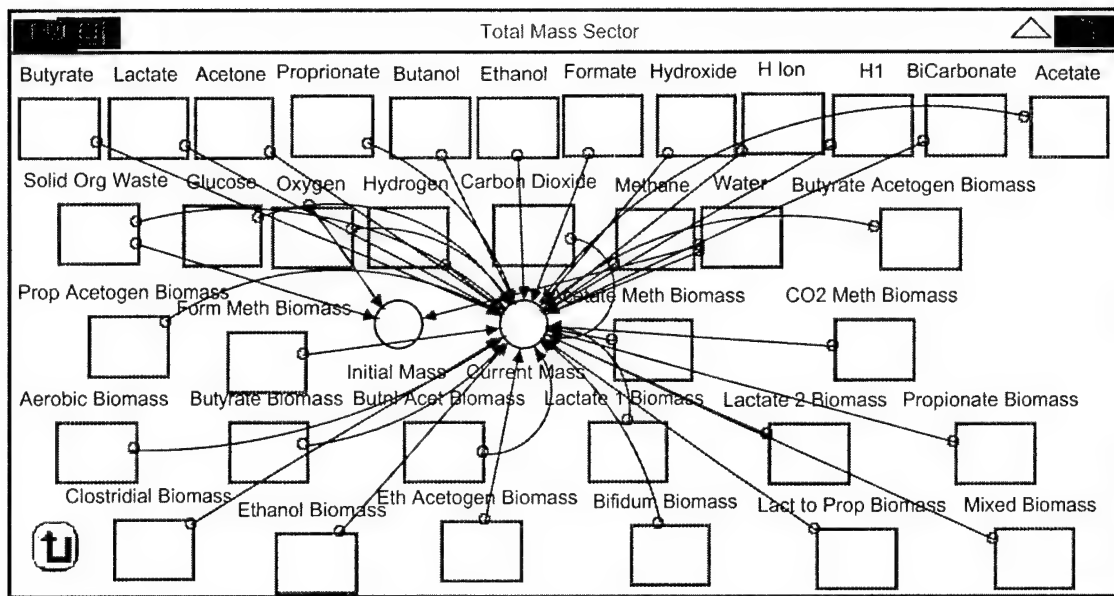 Total Mass Sector
Butyrate Lactate Acetone Proprionate Butanol Ethanol Formate Hydroxide H Ion H1 BiCarbonate Acetate
Solid Org Waste Glucose Oxygen Hydrogen Carbon Dioxide Methane Water Butyrate Acetogen Biomass
Prop Acetogen Biomass Form Meth Biomass Acetate Meth Biomass CO2 Meth Biomass
Initial Mass Current Mass
Aerobic Biomass Butyrate Biomass Butnl Acet Biomass Lactate 1 Biomass Lactate 2 Biomass Propionate Biomass
Clostridial Biomass Ethanol Biomass Eth Acetogen Biomass Bifidum Biomass Lact to Prop Biomass Mixed Biomass